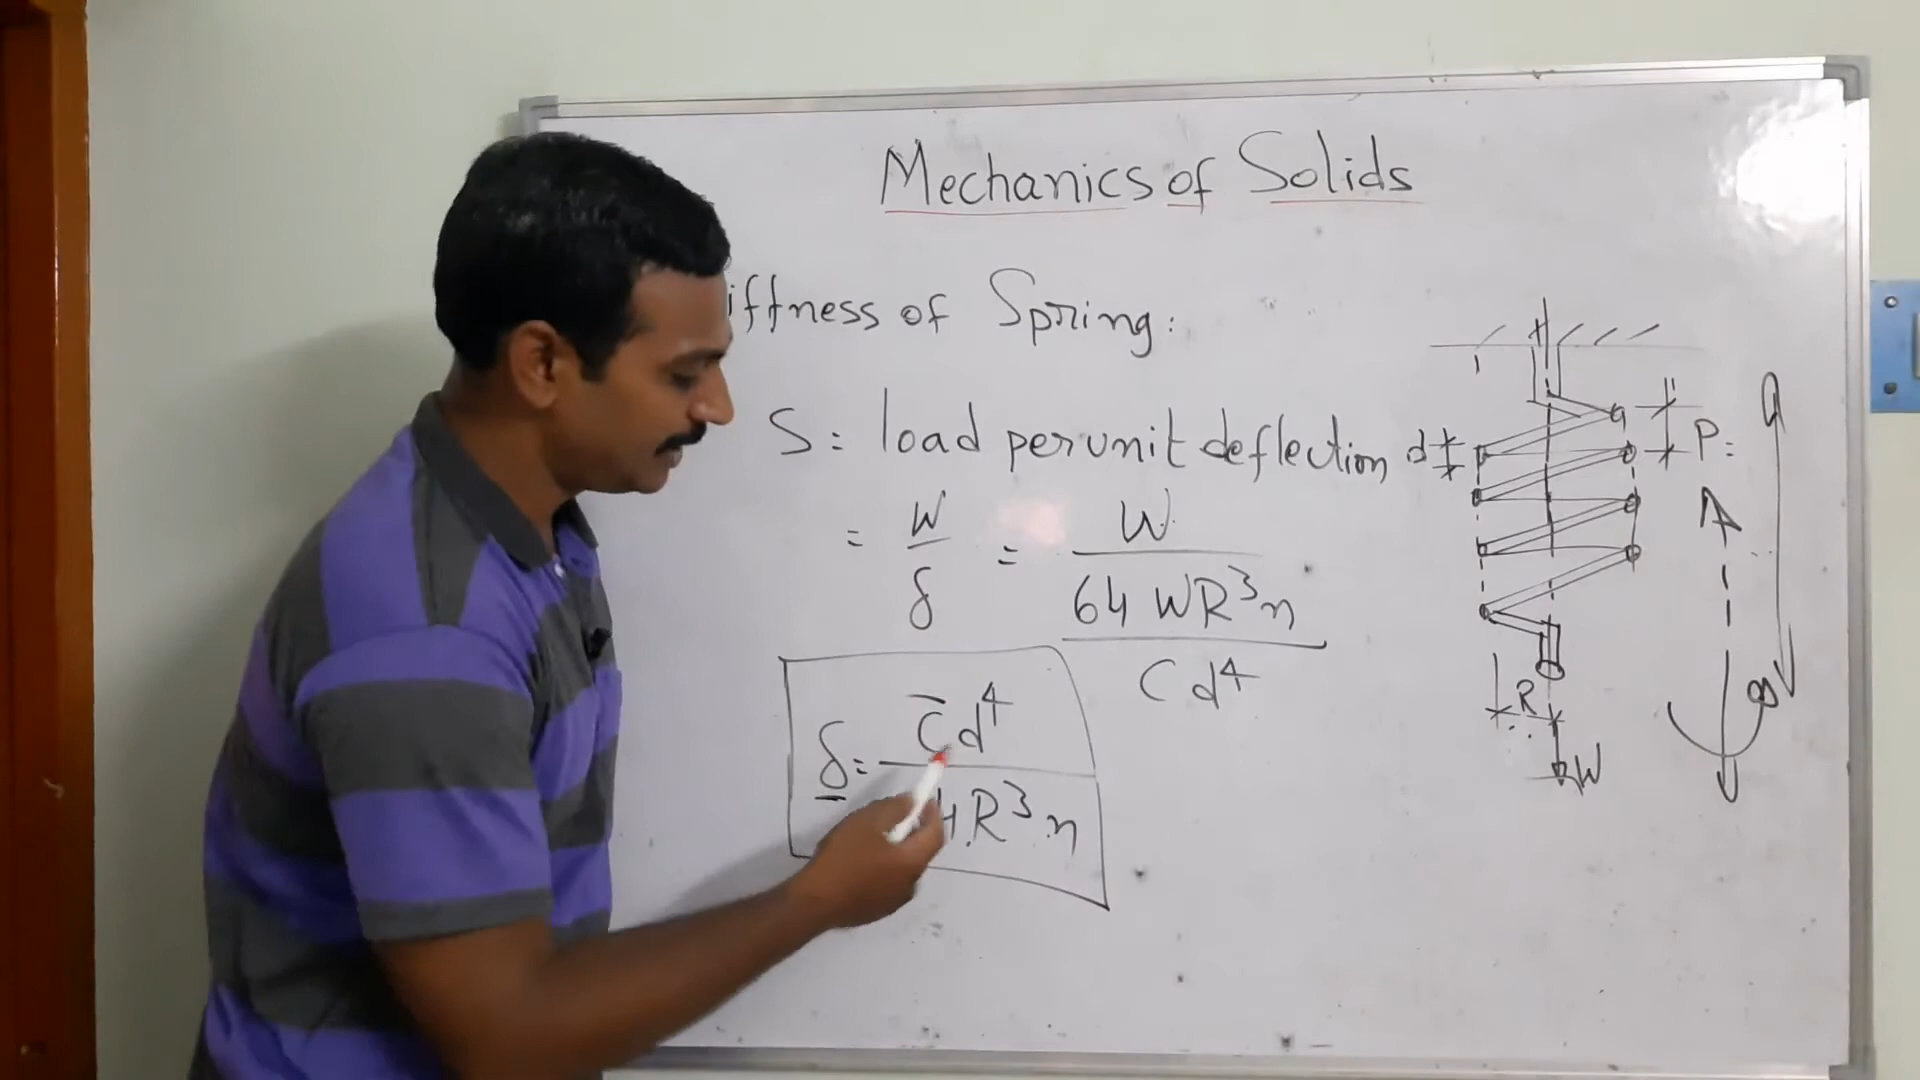 Mechanics of Solids
iffness of Spring:
S = load per unit deflection
= W/δ = W / (64 WR³n / Cd⁴)
δ = Cd⁴ / 4R³n
d
P=
R
W